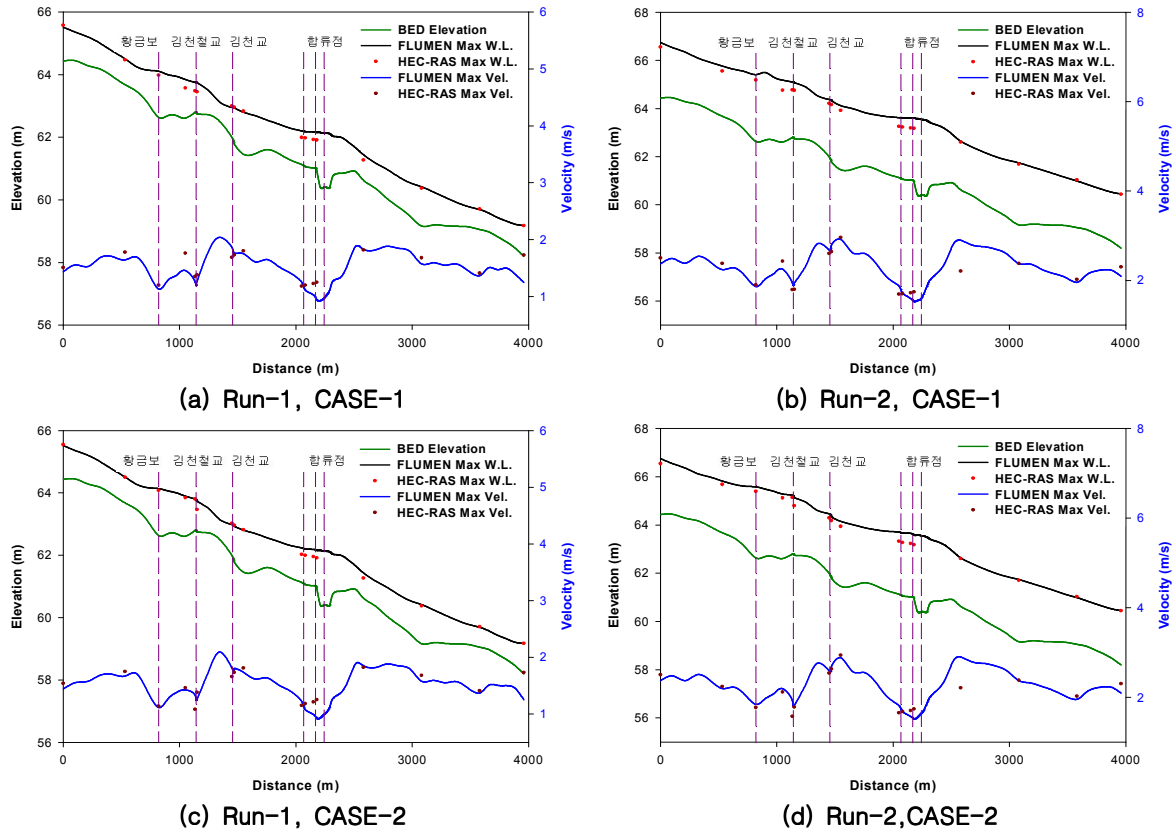 66
64
62
60
58
56
6
5
4
3
2
1
0 1000 2000 3000 4000
Elevation (m)
Velocity (m/s)
Distance (m)
황금보 김천철교 김천교 합류점
BED Elevation
FLUMEN Max W.L.
HEC-RAS Max W.L.
FLUMEN Max Vel.
HEC-RAS Max Vel.
(a) Run-1, CASE-1
68
66
64
62
60
58
56
8
6
4
2
0 1000 2000 3000 4000
Elevation (m)
Velocity (m/s)
Distance (m)
황금보 김천철교 김천교 합류점
BED Elevation
FLUMEN Max W.L.
HEC-RAS Max W.L.
FLUMEN Max Vel.
HEC-RAS Max Vel.
(b) Run-2, CASE-1
66
64
62
60
58
56
6
5
4
3
2
1
0 1000 2000 3000 4000
Elevation (m)
Velocity (m/s)
Distance (m)
황금보 김천철교 김천교 합류점
BED Elevation
FLUMEN Max W.L.
HEC-RAS Max W.L.
FLUMEN Max Vel.
HEC-RAS Max Vel.
(c) Run-1, CASE-2
68
66
64
62
60
58
56
8
6
4
2
0 1000 2000 3000 4000
Elevation (m)
Velocity (m/s)
Distance (m)
황금보 김천철교 김천교 합류점
BED Elevation
FLUMEN Max W.L.
HEC-RAS Max W.L.
FLUMEN Max Vel.
HEC-RAS Max Vel.
(d) Run-2,CASE-2